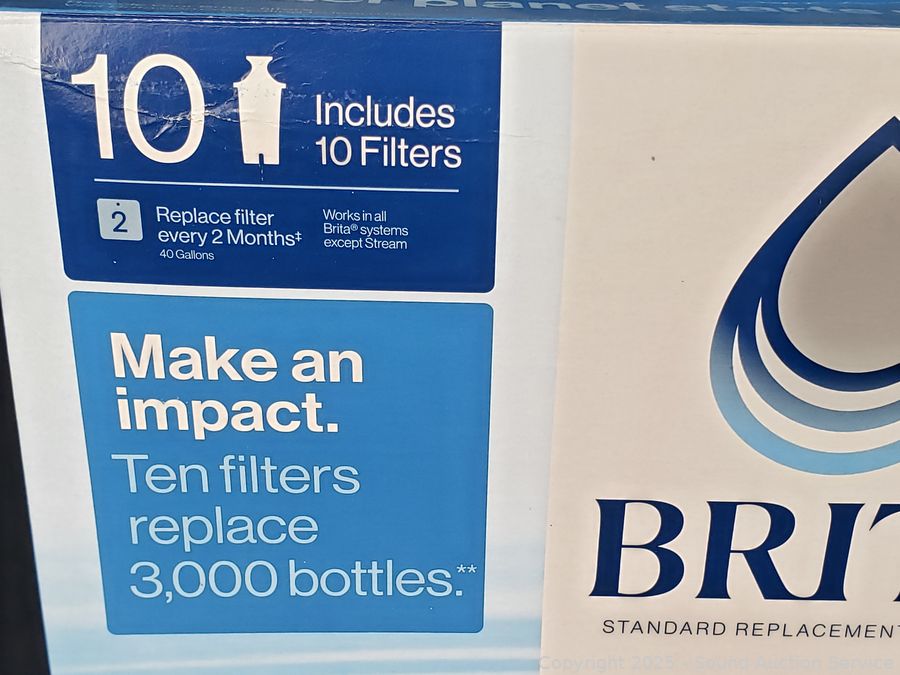 planet
10
Includes
10 Filters
2
Replace filter
every 2 Months‡
40 Gallons
Works in all
Brita® systems
except Stream
Make an
impact.
Ten filters
replace
3,000 bottles.**
BRIT
STANDARD REPLACEMENT
Copyright 2025 - Sound Auction Service